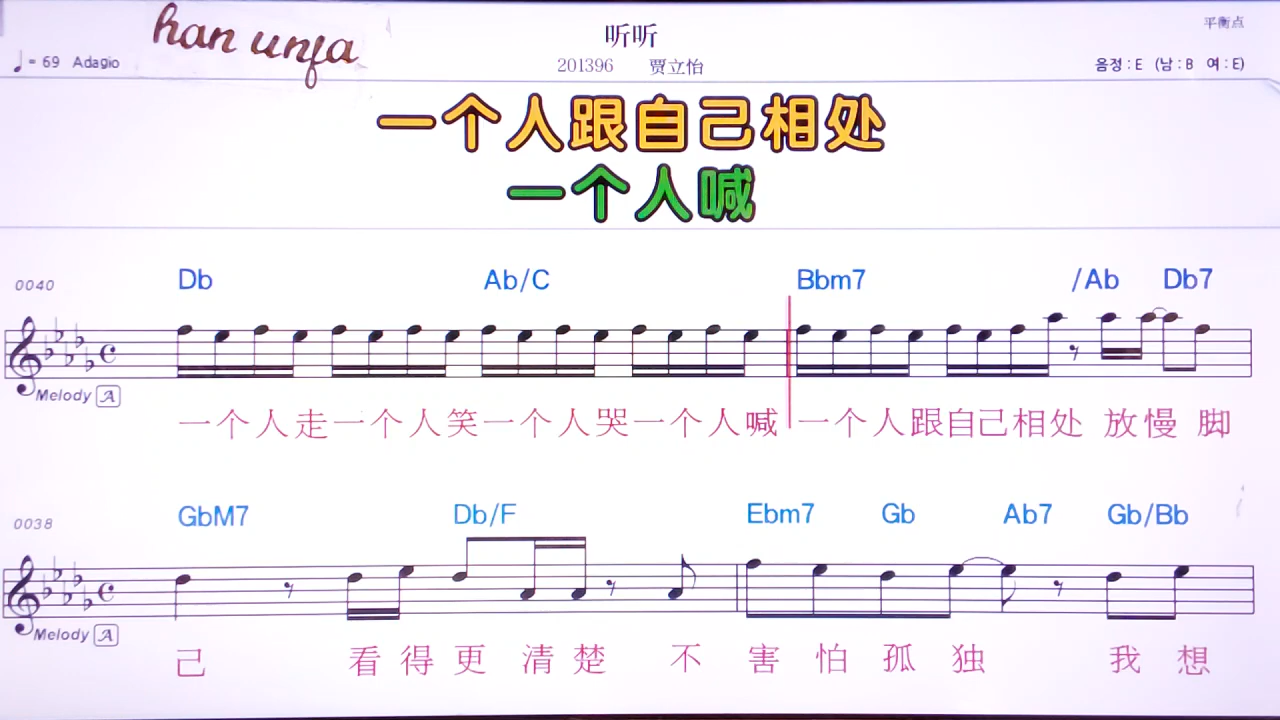 han unfa
听听
平衡点
♩= 69 Adagio
201396 贾立怡
음정 : E (남 : B 여 : E)
一个人跟自己相处
一个人喊
0040
Db Ab/C Bbm7 /Ab Db7
Melody A
一个人走一个人笑一个人哭一个人喊 一个人跟自己相处 放慢脚
0038
GbM7 Db/F Ebm7 Gb Ab7 Gb/Bb
Melody A
己 看得更清楚 不害怕孤独 我想